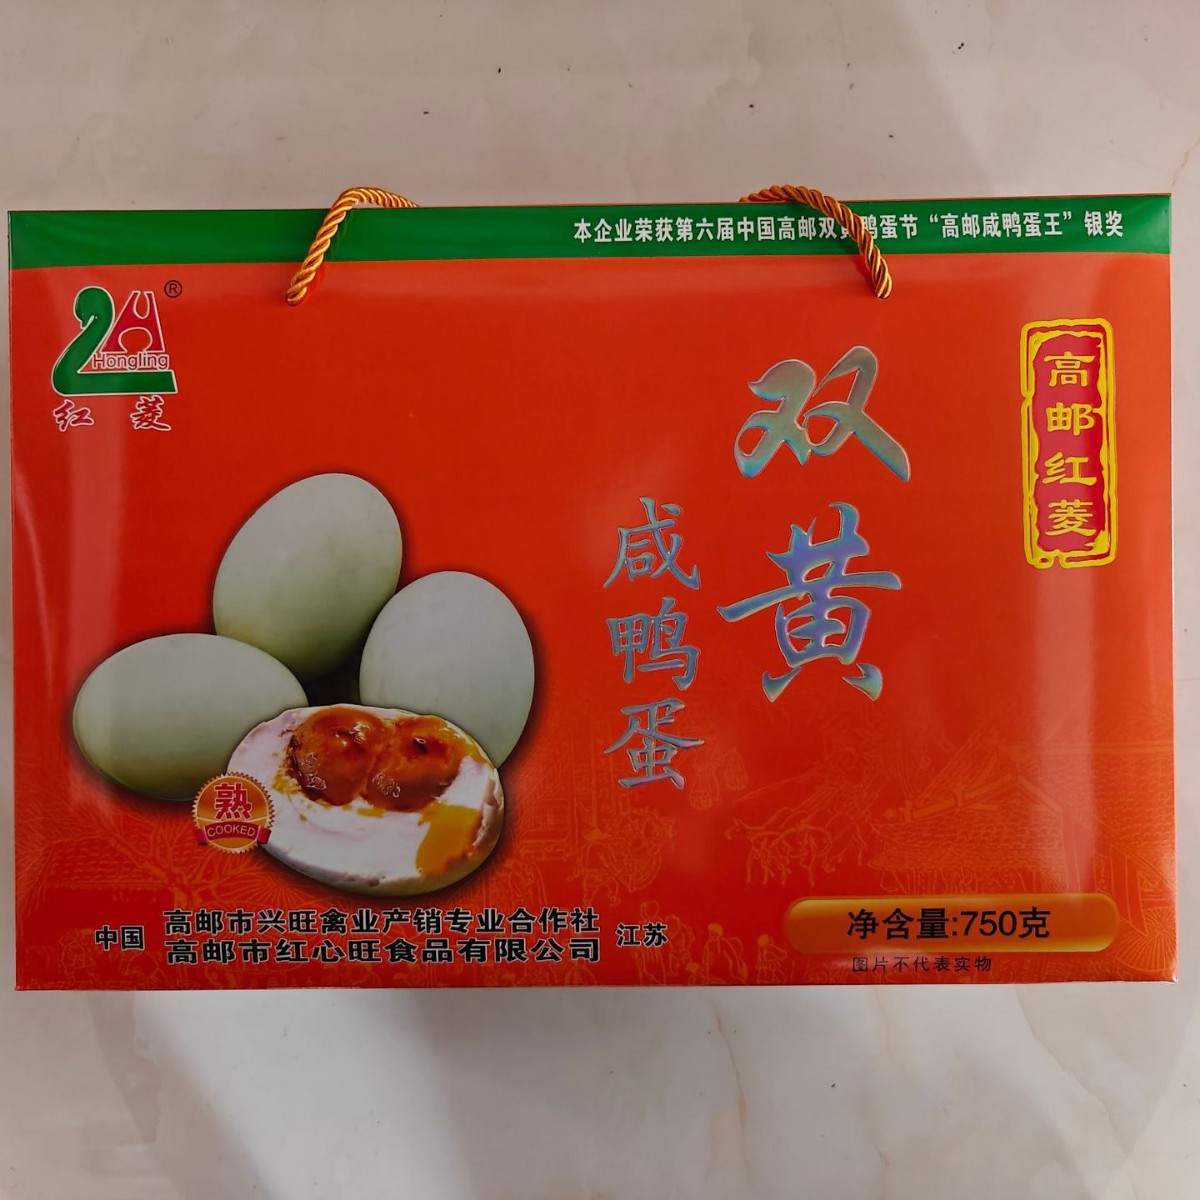 本企业荣获第六届中国高邮双黄鸭蛋节“高邮咸鸭蛋王”银奖
®
Hongling
红菱
高邮红菱
双黄
咸鸭蛋
熟
COOKED
中国
高邮市兴旺禽业产销专业合作社
高邮市红心旺食品有限公司
江苏
净含量:750克
图片不代表实物